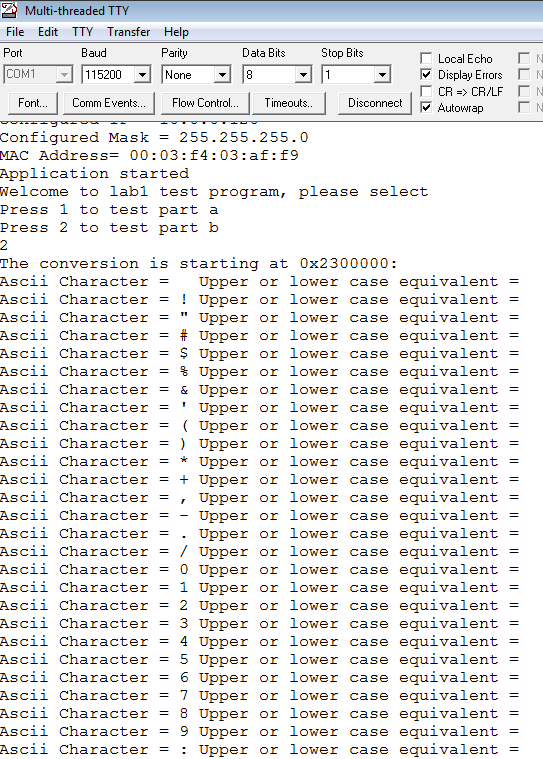 Multi-threaded TTY
File Edit TTY Transfer Help
Port Baud Parity Data Bits Stop Bits
COM1 115200 None 8 1
Local Echo
Display Errors
CR => CR/LF
Autowrap
Font... Comm Events... Flow Control... Timeouts.. Disconnect
Configured Mask = 255.255.255.0
MAC Address= 00:03:f4:03:af:f9
Application started
Welcome to lab1 test program, please select
Press 1 to test part a
Press 2 to test part b
2
The conversion is starting at 0x2300000:
Ascii Character =   Upper or lower case equivalent =
Ascii Character = ! Upper or lower case equivalent =
Ascii Character = " Upper or lower case equivalent =
Ascii Character = # Upper or lower case equivalent =
Ascii Character = $ Upper or lower case equivalent =
Ascii Character = % Upper or lower case equivalent =
Ascii Character = & Upper or lower case equivalent =
Ascii Character = ' Upper or lower case equivalent =
Ascii Character = ( Upper or lower case equivalent =
Ascii Character = ) Upper or lower case equivalent =
Ascii Character = * Upper or lower case equivalent =
Ascii Character = + Upper or lower case equivalent =
Ascii Character = , Upper or lower case equivalent =
Ascii Character = - Upper or lower case equivalent =
Ascii Character = . Upper or lower case equivalent =
Ascii Character = / Upper or lower case equivalent =
Ascii Character = 0 Upper or lower case equivalent =
Ascii Character = 1 Upper or lower case equivalent =
Ascii Character = 2 Upper or lower case equivalent =
Ascii Character = 3 Upper or lower case equivalent =
Ascii Character = 4 Upper or lower case equivalent =
Ascii Character = 5 Upper or lower case equivalent =
Ascii Character = 6 Upper or lower case equivalent =
Ascii Character = 7 Upper or lower case equivalent =
Ascii Character = 8 Upper or lower case equivalent =
Ascii Character = 9 Upper or lower case equivalent =
Ascii Character = : Upper or lower case equivalent =